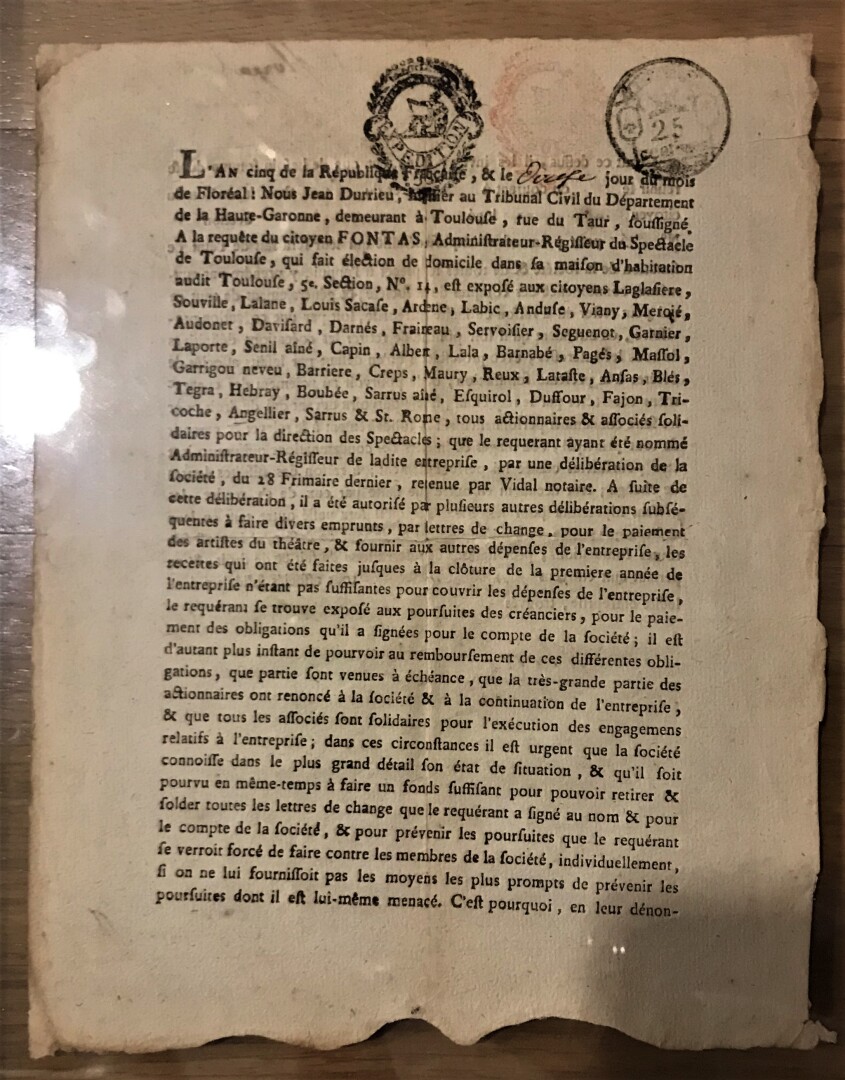 EXPÉDITION
25
L'AN cinq de la République Françaiſe, & le jour du mois
de Floréal: Nous Jean Durrieu, Huiſſier au Tribunal Civil du Département
de la Haute-Garonne, demeurant à Toulouſe, rue du Taur, ſouſſigné.
A la requête du citoyen FONTAS, Adminiſtrateur-Régiſſeur du Spectacle
de Toulouſe, qui fait élection de domicile dans ſa maiſon d'habitation
audit Toulouſe, 5e. Section, N°. 14, eſt expoſé aux citoyens Laglaſiere,
Souville, Lalane, Louis Sacaſe, Ardene, Labic, Anduſe, Viany, Merojé,
Audonet, Daviſard, Darnés, Fraineau, Servoiſier, Seguenot, Garnier,
Laporte, Senil aîné, Capin, Albert, Lala, Barnabé, Pagés, Maſſol,
Garrigou neveu, Barriere, Creps, Maury, Reux, Lataſte, Anſas, Blés,
Tegra, Hebray, Boubée, Sarrus aîné, Eſquirol, Duffour, Fajon, Tri-
coche, Angellier, Sarrus & St. Rome, tous actionnaires & aſſociés ſoli-
daires pour la direction des Spectacles; que le requerant ayant été nommé
Adminiſtrateur-Régiſſeur de ladite entrepriſe, par une délibération de la
ſociété, du 28 Frimaire dernier, retenue par Vidal notaire. A ſuite de
cette délibération, il a été autoriſé par pluſieurs autres délibérations ſubſé-
quentes à faire divers emprunts, par lettres de change, pour le paiement
des artiſtes du théâtre, & fournir aux autres dépenſes de l'entrepriſe, les
recettes qui ont été faites juſques à la clôture de la premiere année de
l'entrepriſe n'étant pas ſuffiſantes pour couvrir les dépenſes de l'entrepriſe,
le requérant ſe trouve expoſé aux pourſuites des créanciers, pour le paie-
ment des obligations qu'il a ſignées pour le compte de la ſociété; il eſt
d'autant plus inſtant de pourvoir au rembourſement de ces différentes obli-
gations, que partie ſont venues à échéance, que la très-grande partie des
actionnaires ont renoncé à la ſociété & à la continuation de l'entrepriſe,
& que tous les aſſociés ſont ſolidaires pour l'exécution des engagemens
relatifs à l'entrepriſe; dans ces circonſtances il eſt urgent que la ſociété
connoiſſe dans le plus grand détail ſon état de ſituation, & qu'il ſoit
pourvu en même-temps à faire un fonds ſuffiſant pour pouvoir retirer &
ſolder toutes les lettres de change que le requérant a ſigné au nom & pour
le compte de la ſociété, & pour prévenir les pourſuites que le requérant
ſe verroit forcé de faire contre les membres de la ſociété, individuellement,
ſi on ne lui fourniſſoit pas les moyens les plus prompts de prévenir les
pourſuites dont il eſt lui-même menacé. C'eſt pourquoi, en leur dénon-